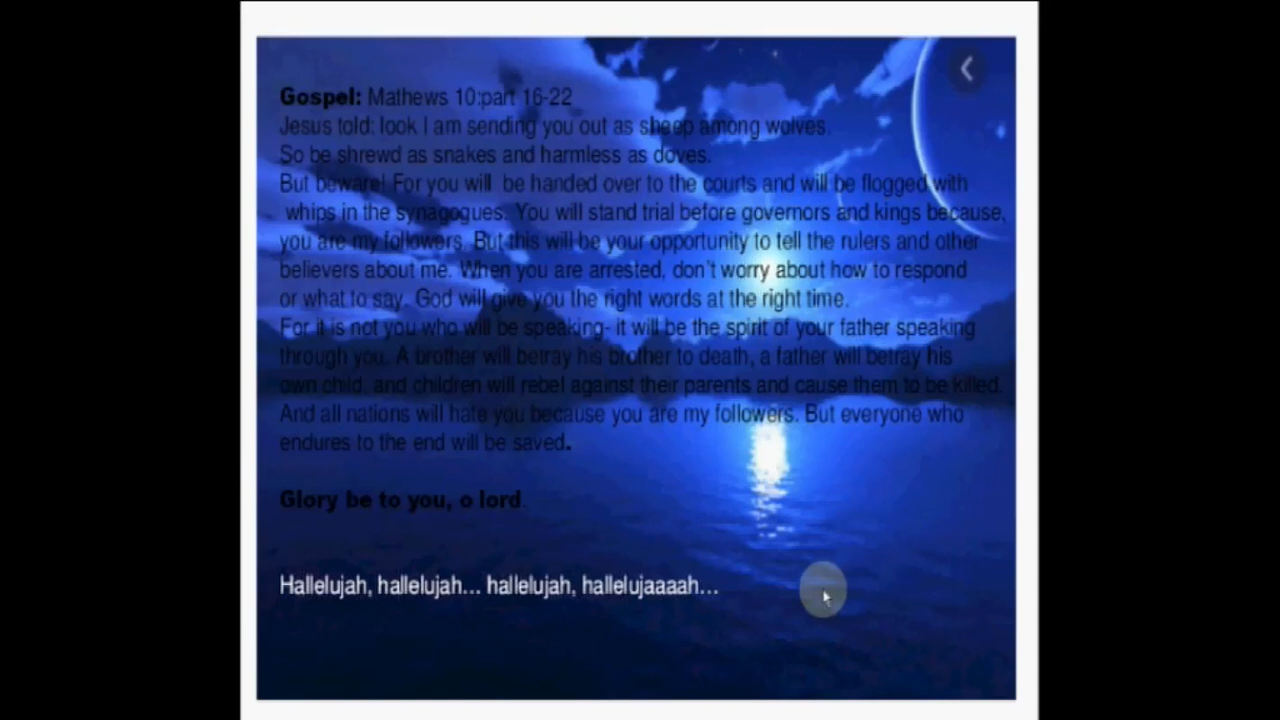 Gospel: Mathews 10:part 16-22
Jesus told: look I am sending you out as sheep among wolves.
So be shrewd as snakes and harmless as doves.
But beware! For you will be handed over to the courts and will be flogged with
whips in the synagogues. You will stand trial before governors and kings because,
you are my followers. But this will be your opportunity to tell the rulers and other
believers about me. When you are arrested, don't worry about how to respond
or what to say. God will give you the right words at the right time.
For it is not you who will be speaking- it will be the spirit of your father speaking
through you. A brother will betray his brother to death, a father will betray his
own child, and children will rebel against their parents and cause them to be killed.
And all nations will hate you because you are my followers. But everyone who
endures to the end will be saved.
Glory be to you, o lord.
Hallelujah, hallelujah... hallelujah, hallelujaaaah...